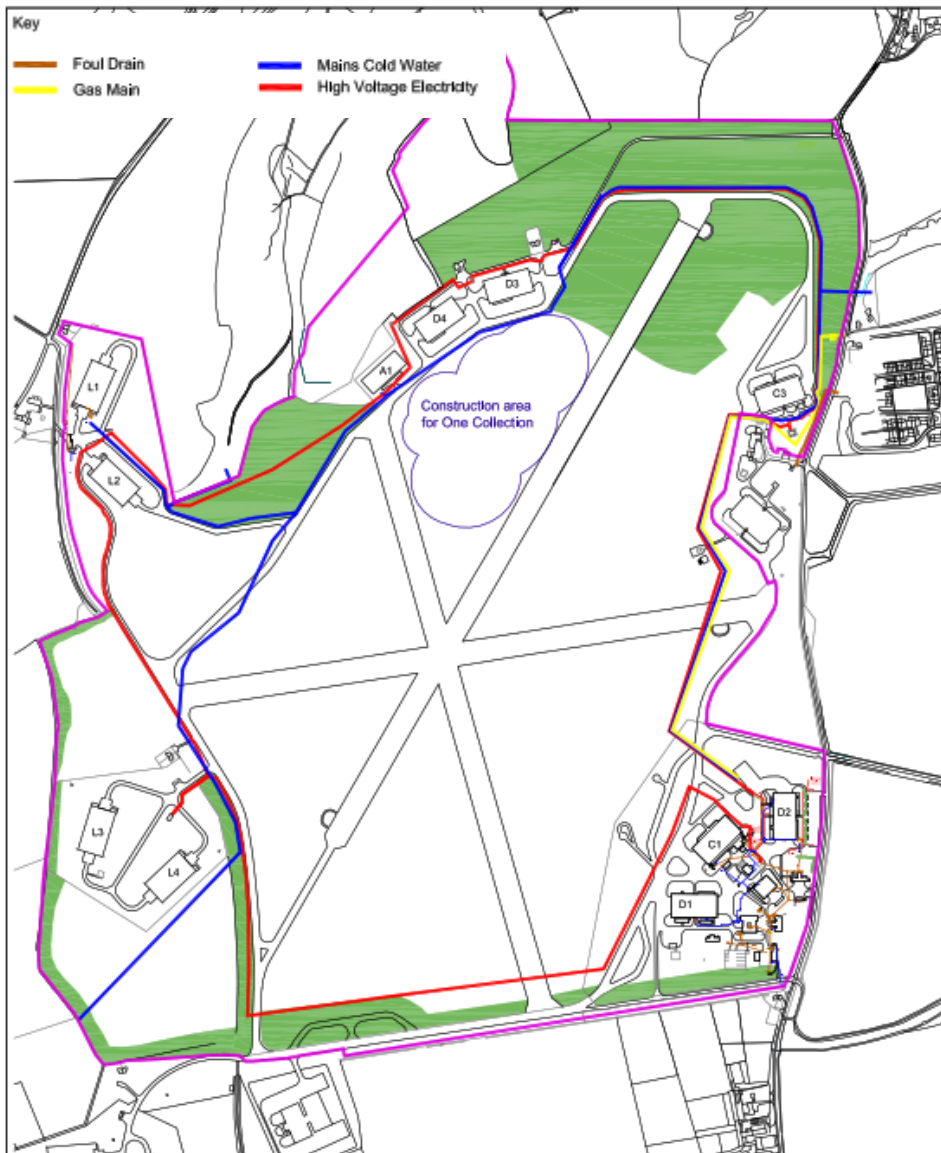 Key
Foul Drain
Gas Main
Mains Cold Water
High Voltage Electricity
D3
D4
A1
L1
C3
Construction area
for One Collection
L2
D2
C1
L3
L4
D1